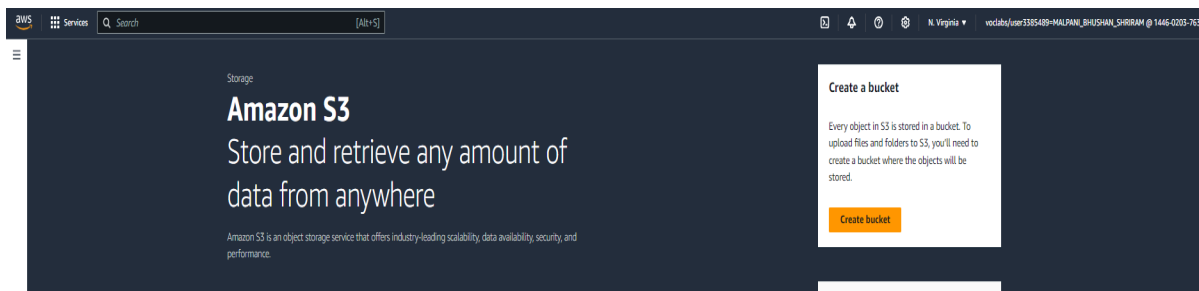 aws
Services
Search
[Alt+S]
N. Virginia
voclabs/user3385489=MALPANI_BHUSHAN_SHRIRAM @ 1446-0203-763
Storage
Amazon S3
Store and retrieve any amount of
data from anywhere
Amazon S3 is an object storage service that offers industry-leading scalability, data availability, security, and
performance.
Create a bucket
Every object in S3 is stored in a bucket. To
upload files and folders to S3, you'll need to
create a bucket where the objects will be
stored.
Create bucket